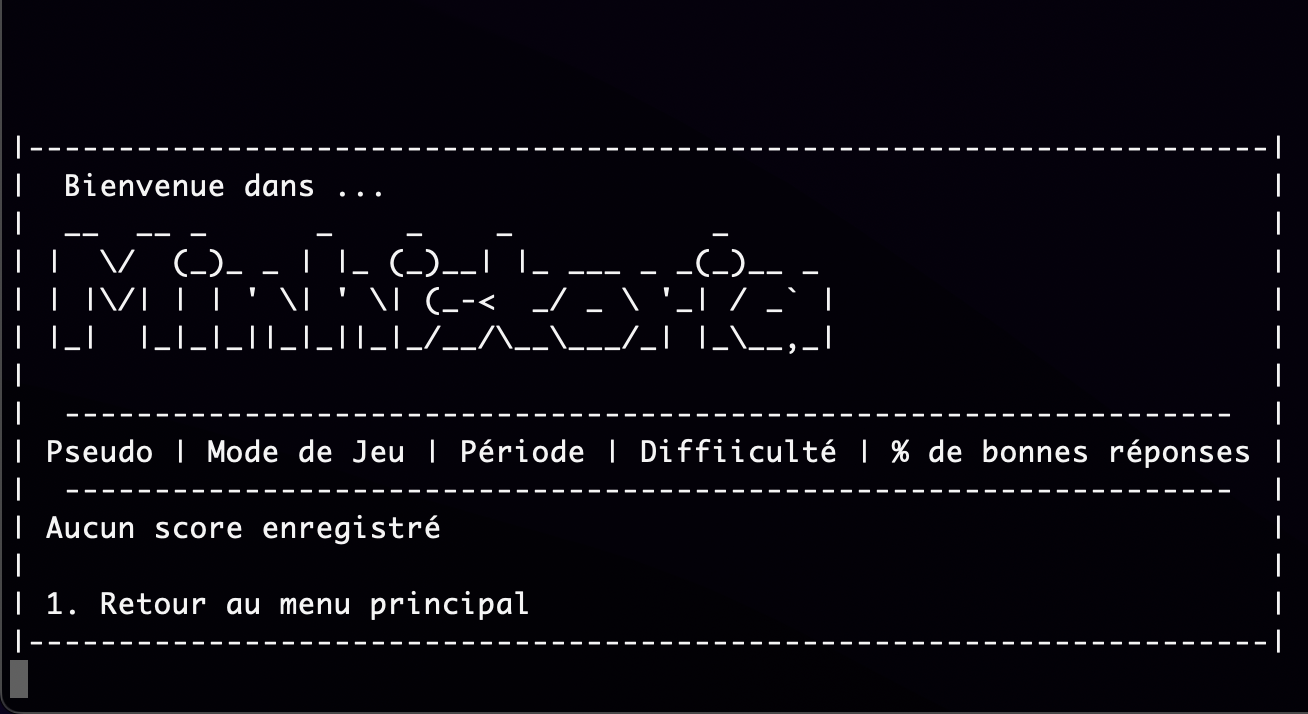 |---------------------------------------------------------------------|
|  Bienvenue dans ...                                                  |
|  __  __ _      _    _    _           _                              |
| |  \/  (_)_ _ | |_ (_)__| |_ ___ _ _(_)__ _                          |
| | |\/| | | ' \| ' \| (_-<  _/ _ \ '_| / _` |                         |
| |_|  |_|_|_||_|_||_|_/__/\__\___/_| |_\__,_|                         |
|                                                                     |
|  -----------------------------------------------------------------  |
| Pseudo | Mode de Jeu | Période | Diffiiculté | % de bonnes réponses |
|  -----------------------------------------------------------------  |
| Aucun score enregistré                                              |
|                                                                     |
| 1. Retour au menu principal                                         |
|---------------------------------------------------------------------|